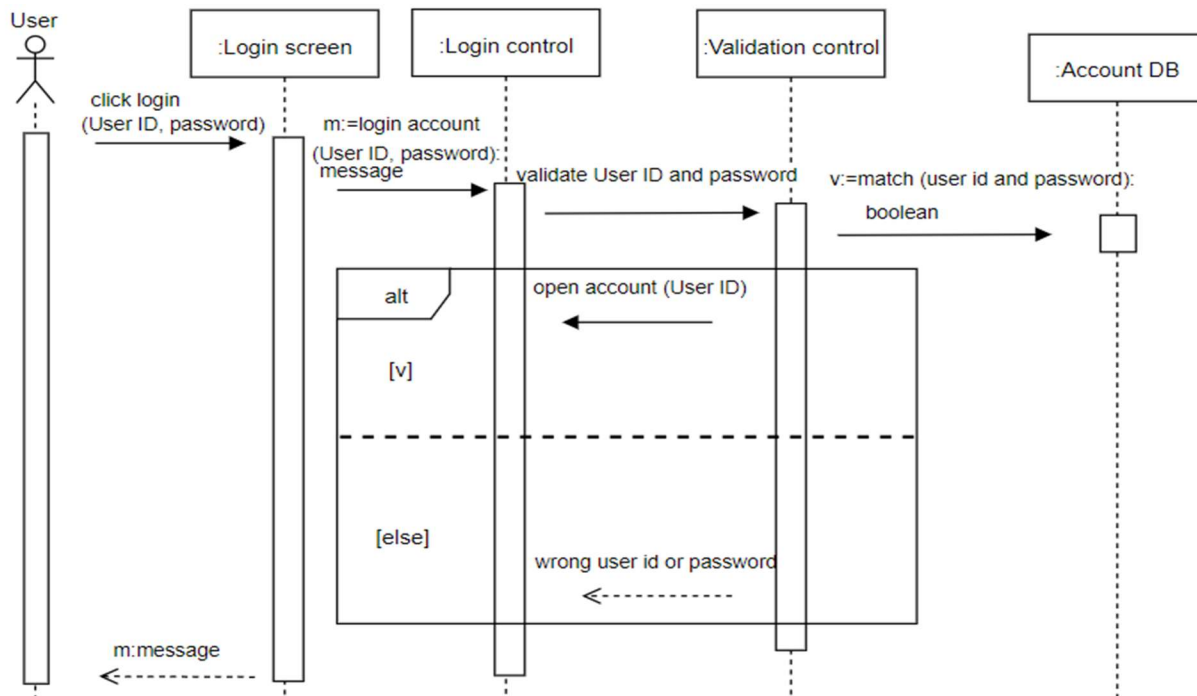 User
:Login screen
:Login control
:Validation control
:Account DB
click login
(User ID, password)
m:=login account
(User ID, password):
message
validate User ID and password
v:=match (user id and password):
boolean
alt
open account (User ID)
[v]
[else]
wrong user id or password
m:message